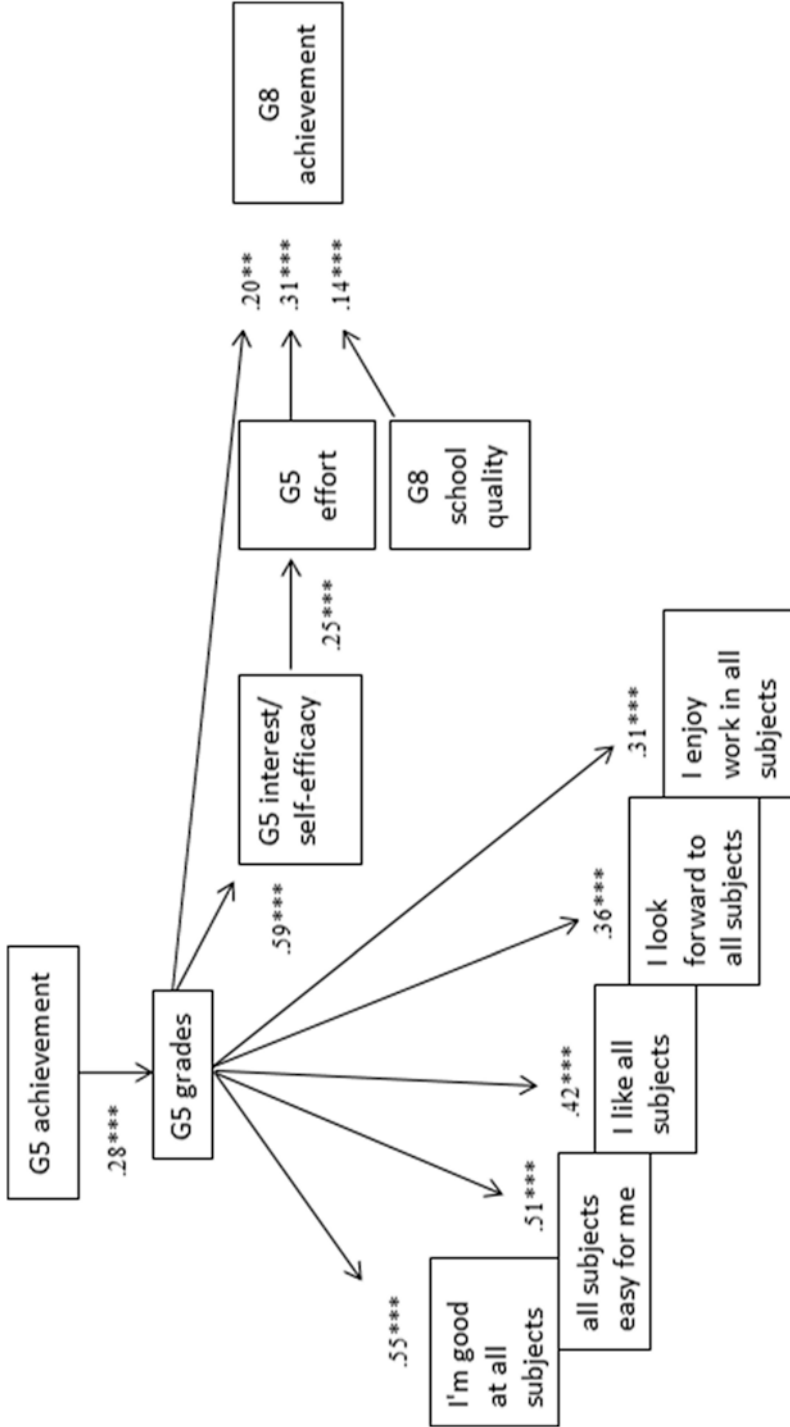 G5 achievement
.28***
G5 grades
.59***
G5 interest/
self-efficacy
.25***
G5
effort
G8
school
quality
.20**
.31***
.14***
G8
achievement
.55***
.51***
.42***
.36***
.31***
I'm good
at all
subjects
all subjects
easy for me
I like all
subjects
I look
forward to
all subjects
I enjoy
work in all
subjects